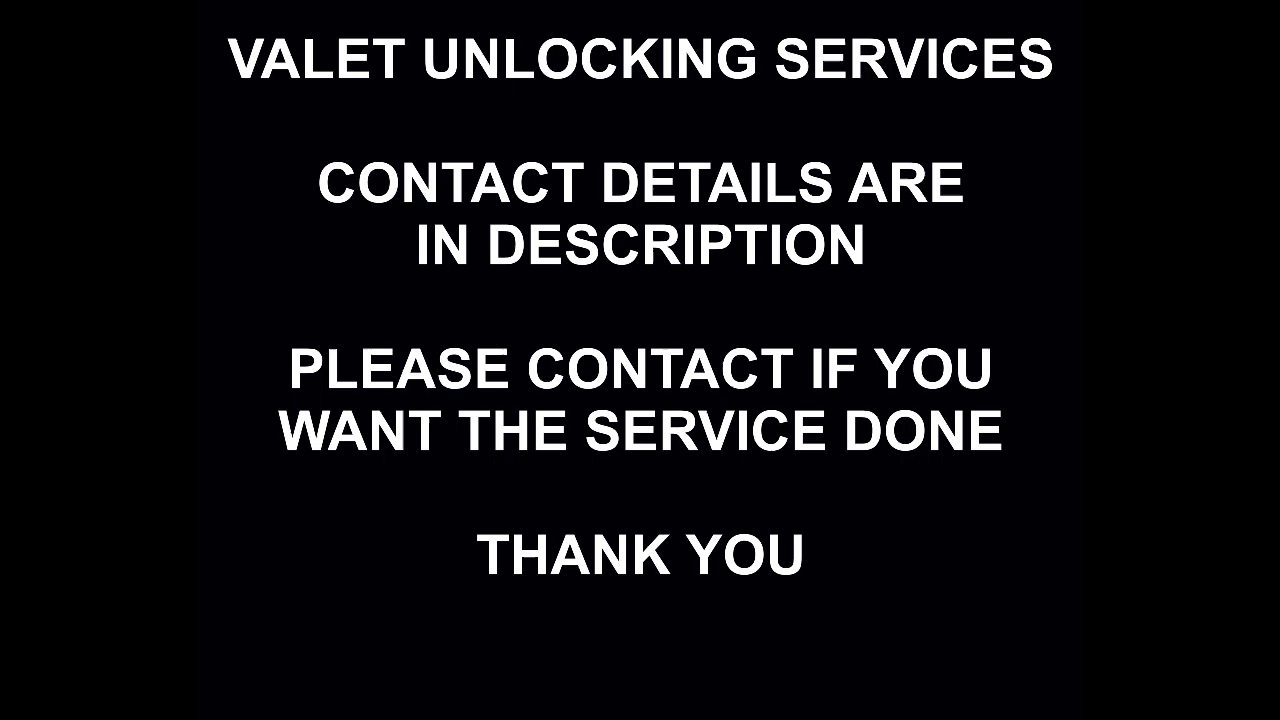 VALET UNLOCKING SERVICES
CONTACT DETAILS ARE
IN DESCRIPTION
PLEASE CONTACT IF YOU
WANT THE SERVICE DONE
THANK YOU